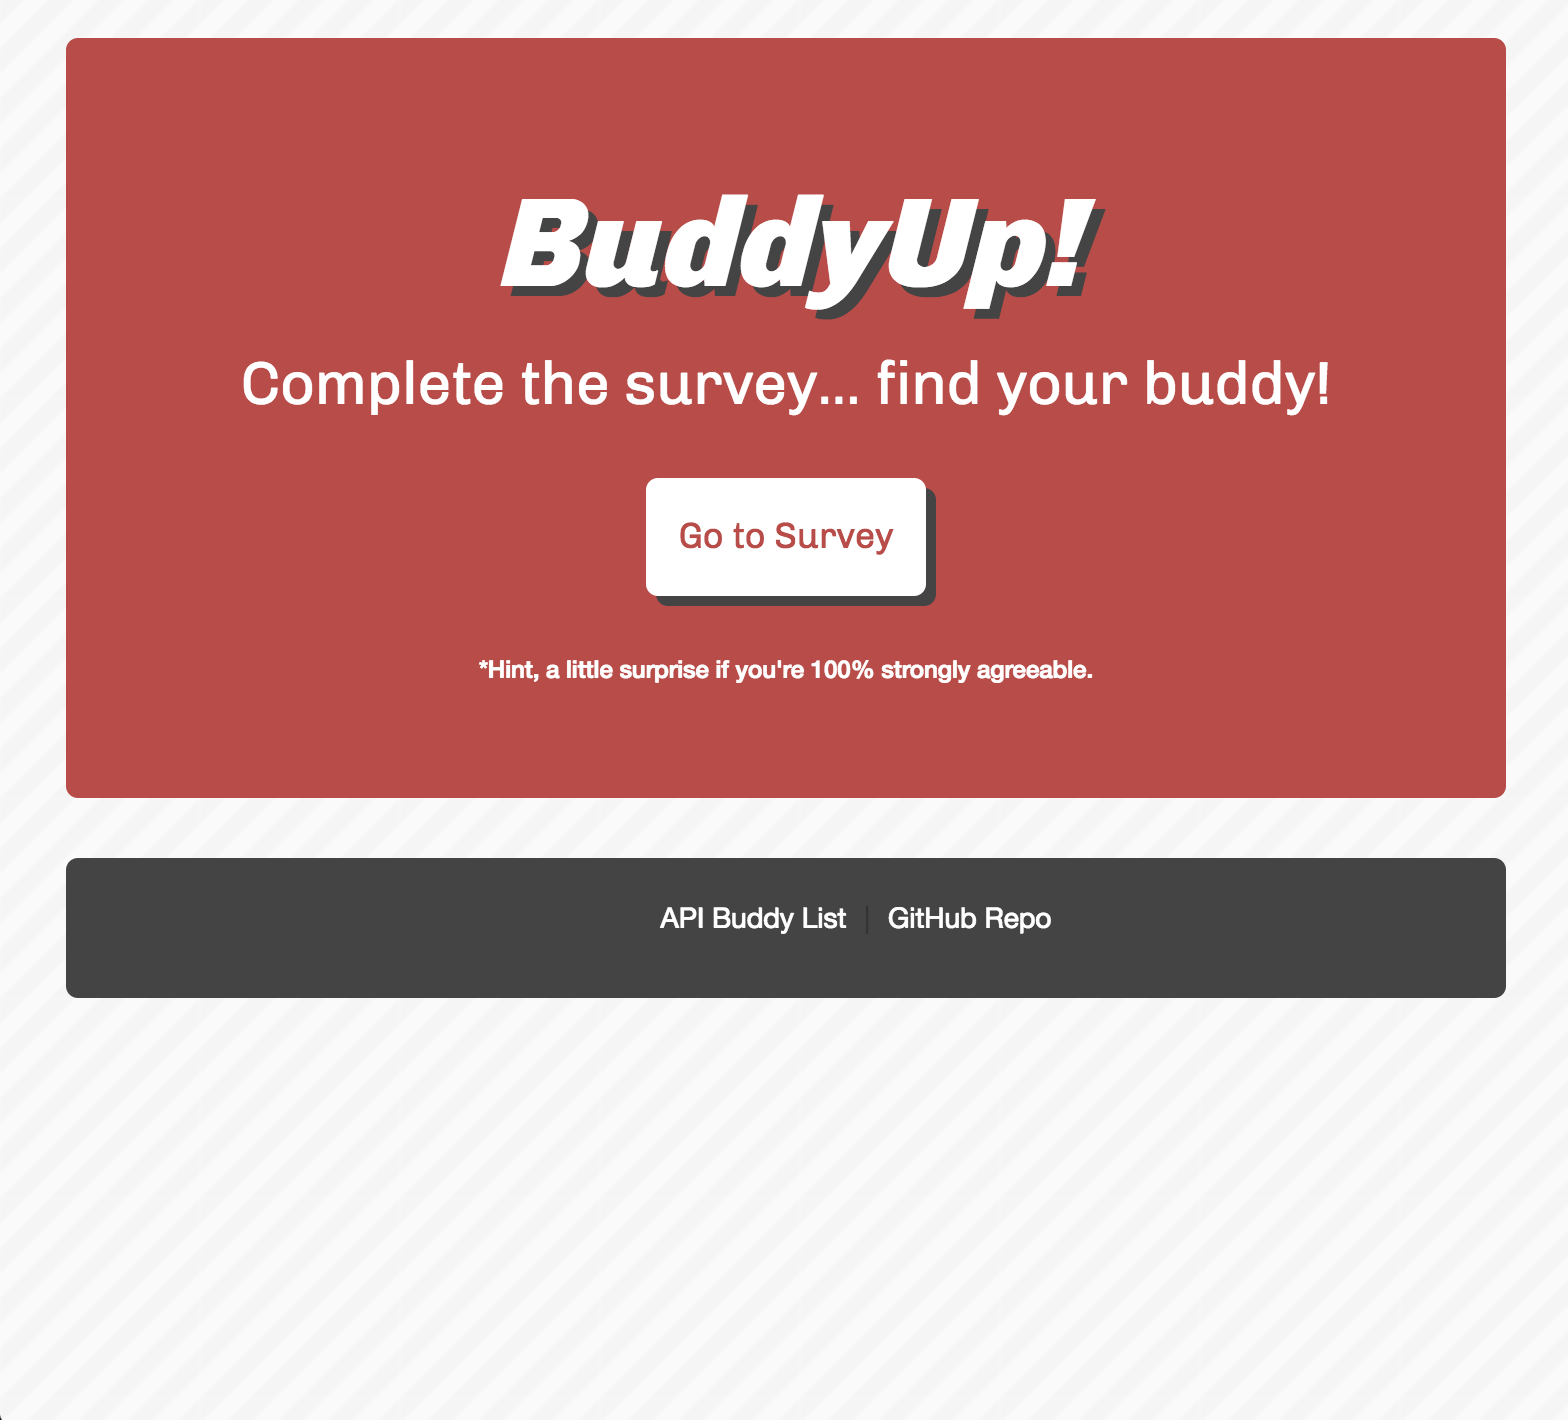 BuddyUp!
Complete the survey... find your buddy!
Go to Survey
*Hint, a little surprise if you're 100% strongly agreeable.
API Buddy List | GitHub Repo